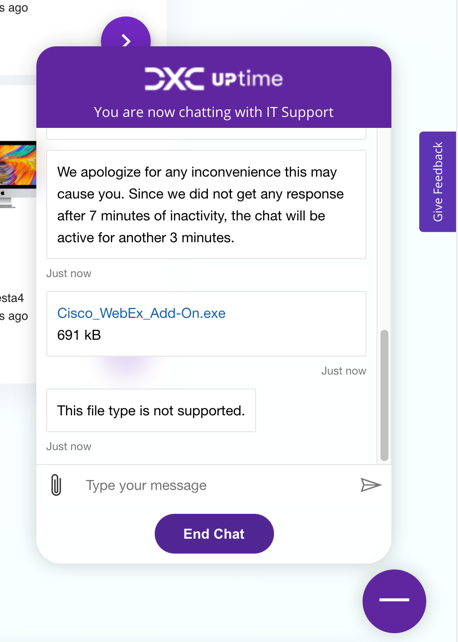 s ago
DXC UPtime
You are now chatting with IT Support
We apologize for any inconvenience this may
cause you. Since we did not get any response
after 7 minutes of inactivity, the chat will be
active for another 3 minutes.
Just now
Cisco_WebEx_Add-On.exe
691 kB
Just now
This file type is not supported.
Just now
Type your message
End Chat
Give Feedback
esta4
s ago